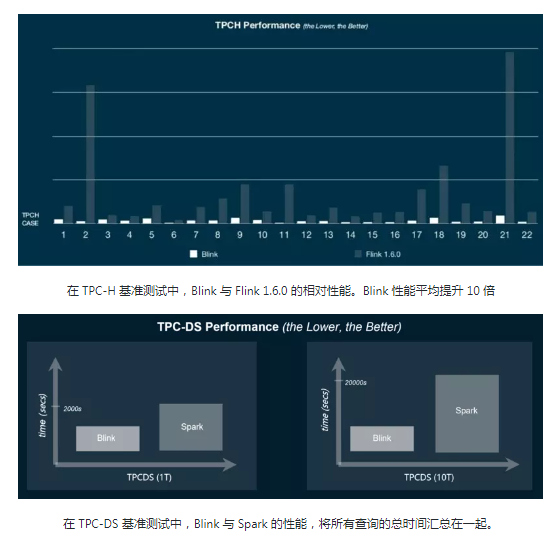 TPCH Performance (the Lower, the Better)
TPCH
CASE
1 2 3 4 5 6 7 8 9 10 11 12 13 14 15 16 17 18 19 20 21 22
Blink Flink 1.6.0
在 TPC-H 基准测试中，Blink 与 Flink 1.6.0 的相对性能。Blink 性能平均提升 10 倍
TPC-DS Performance (the Lower, the Better)
time (secs)
2000s
Blink
Spark
TPCDS (1T)
time (secs)
20000s
Blink
Spark
TPCDS (10T)
在 TPC-DS 基准测试中，Blink 与 Spark 的性能，将所有查询的总时间汇总在一起。